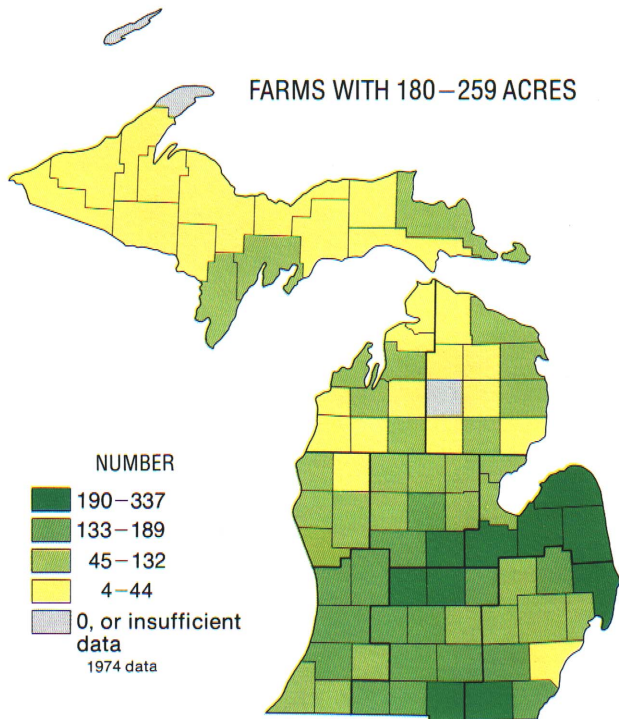 FARMS WITH 180–259 ACRES
NUMBER
190–337
133–189
45–132
4–44
0, or insufficient
data
1974 data